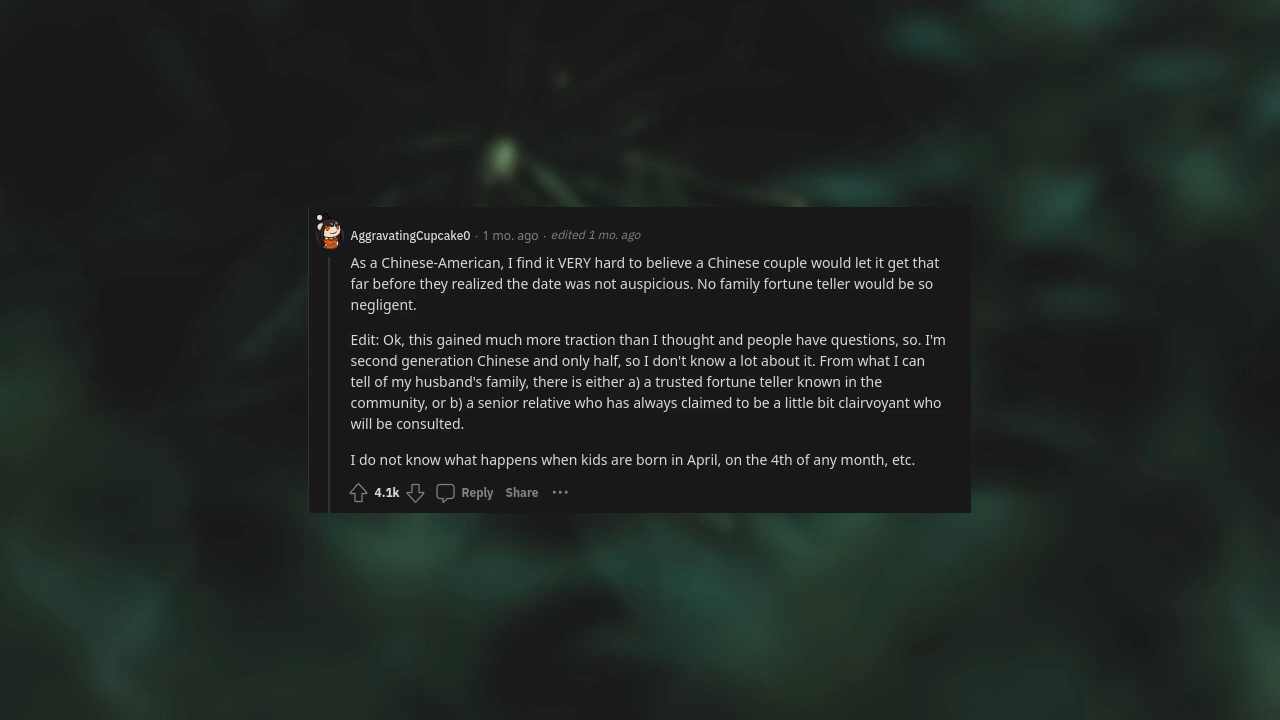 AggravatingCupcake0 · 1 mo. ago · edited 1 mo. ago
As a Chinese-American, I find it VERY hard to believe a Chinese couple would let it get that
far before they realized the date was not auspicious. No family fortune teller would be so
negligent.
Edit: Ok, this gained much more traction than I thought and people have questions, so. I'm
second generation Chinese and only half, so I don't know a lot about it. From what I can
tell of my husband's family, there is either a) a trusted fortune teller known in the
community, or b) a senior relative who has always claimed to be a little bit clairvoyant who
will be consulted.
I do not know what happens when kids are born in April, on the 4th of any month, etc.
4.1k Reply Share ···